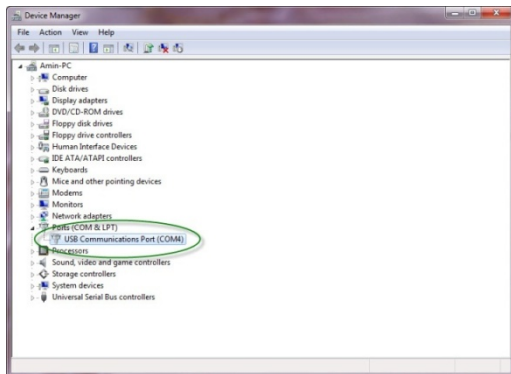 Device Manager
File Action View Help
Amin-PC
Computer
Disk drives
Display adapters
DVD/CD-ROM drives
Floppy disk drives
Floppy drive controllers
Human Interface Devices
IDE ATA/ATAPI controllers
Keyboards
Mice and other pointing devices
Modems
Monitors
Network adapters
Ports (COM & LPT)
USB Communications Port (COM4)
Processors
Sound, video and game controllers
Storage controllers
System devices
Universal Serial Bus controllers